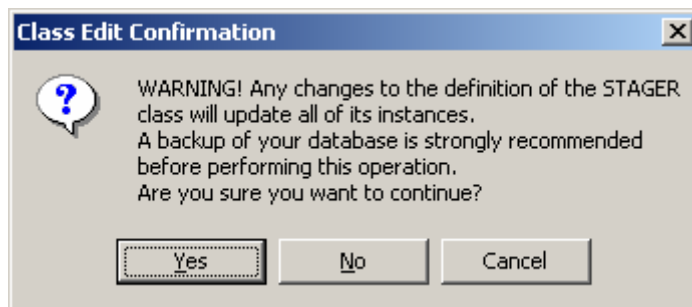 Class Edit Confirmation
WARNING! Any changes to the definition of the STAGER
class will update all of its instances.
A backup of your database is strongly recommended
before performing this operation.
Are you sure you want to continue?
Yes No Cancel